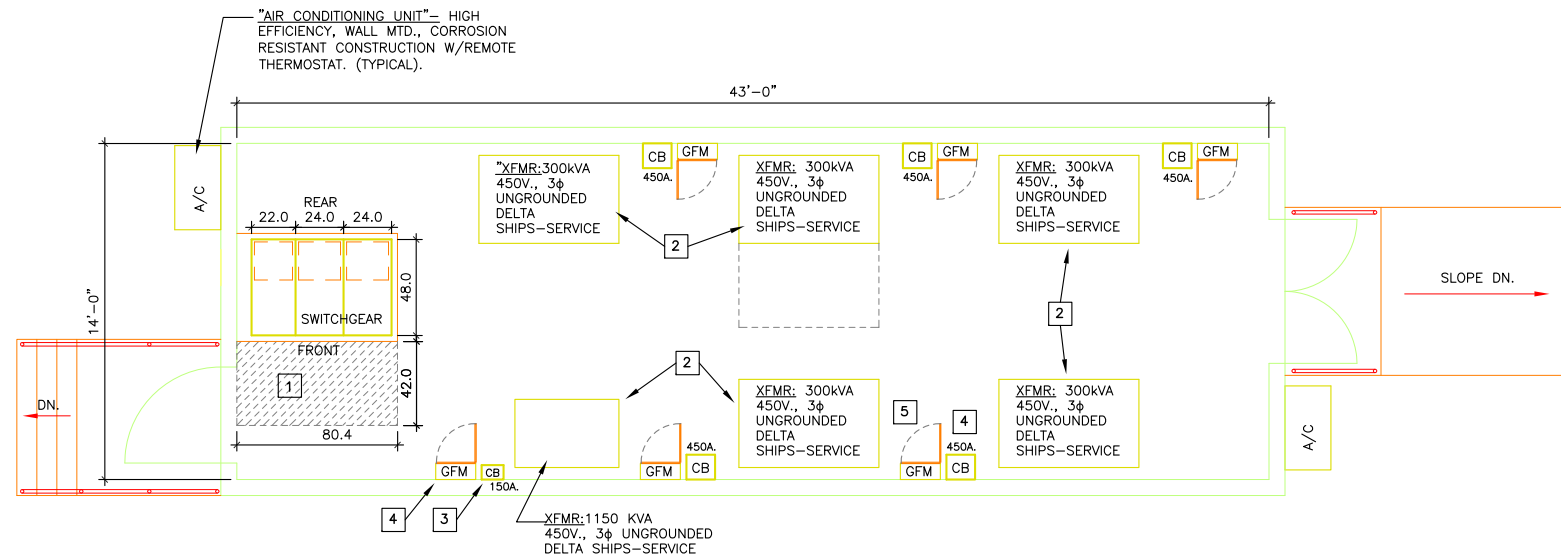 "AIR CONDITIONING UNIT"– HIGH
EFFICIENCY, WALL MTD., CORROSION
RESISTANT CONSTRUCTION W/REMOTE
THERMOSTAT. (TYPICAL).
43'–0"
14'–0"
A/C
REAR
22.0 24.0 24.0
48.0
SWITCHGEAR
FRONT
1
42.0
80.4
DN.
"XFMR:300kVA
450V., 3ϕ
UNGROUNDED
DELTA
SHIPS–SERVICE
CB
450A.
GFM
XFMR: 300kVA
450V., 3ϕ
UNGROUNDED
DELTA
SHIPS–SERVICE
CB
450A.
GFM
XFMR: 300kVA
450V., 3ϕ
UNGROUNDED
DELTA
SHIPS–SERVICE
CB
450A.
GFM
2
2
2
SLOPE DN.
A/C
GFM
CB
150A.
4
3
XFMR:1150 KVA
450V., 3ϕ UNGROUNDED
DELTA SHIPS–SERVICE
GFM
450A.
CB
XFMR: 300kVA
450V., 3ϕ
UNGROUNDED
DELTA
SHIPS–SERVICE
5
4
GFM
450A.
CB
XFMR: 300kVA
450V., 3ϕ
UNGROUNDED
DELTA
SHIPS–SERVICE